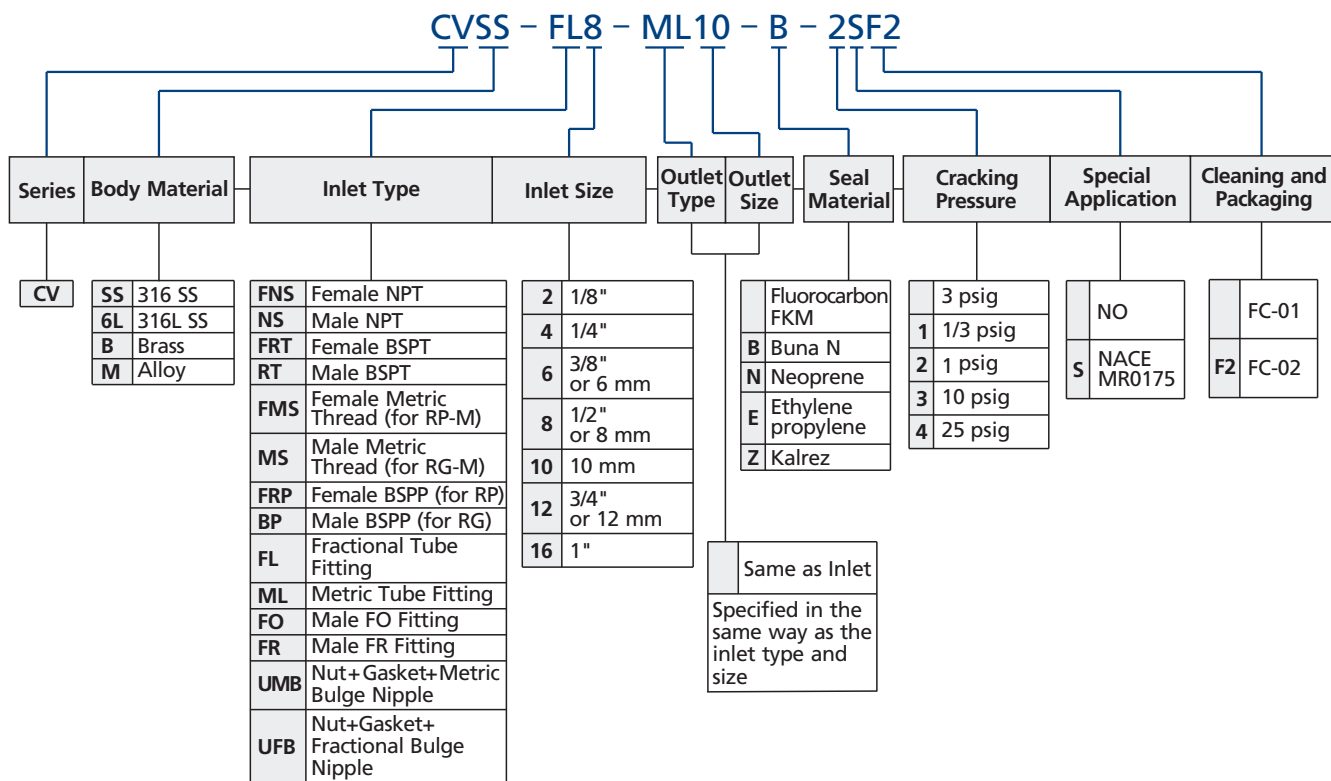 CVSS – FL8 – ML10 – B – 2SF2
Series
Body Material
Inlet Type
Inlet Size
Outlet
Type
Outlet
Size
Seal
Material
Cracking
Pressure
Special
Application
Cleaning and
Packaging
CV
SS 316 SS
6L 316L SS
B Brass
M Alloy
FNS Female NPT
NS Male NPT
FRT Female BSPT
RT Male BSPT
FMS Female Metric
Thread (for RP-M)
MS Male Metric
Thread (for RG-M)
FRP Female BSPP (for RP)
BP Male BSPP (for RG)
FL Fractional Tube
Fitting
ML Metric Tube Fitting
FO Male FO Fitting
FR Male FR Fitting
UMB Nut+Gasket+Metric
Bulge Nipple
UFB Nut+Gasket+
Fractional Bulge
Nipple
2 1/8"
4 1/4"
6 3/8"
or 6 mm
8 1/2"
or 8 mm
10 10 mm
12 3/4"
or 12 mm
16 1"
Same as Inlet
Specified in the
same way as the
inlet type and
size
Fluorocarbon
FKM
B Buna N
N Neoprene
E Ethylene
propylene
Z Kalrez
3 psig
1 1/3 psig
2 1 psig
3 10 psig
4 25 psig
NO
S NACE
MR0175
FC-01
F2 FC-02